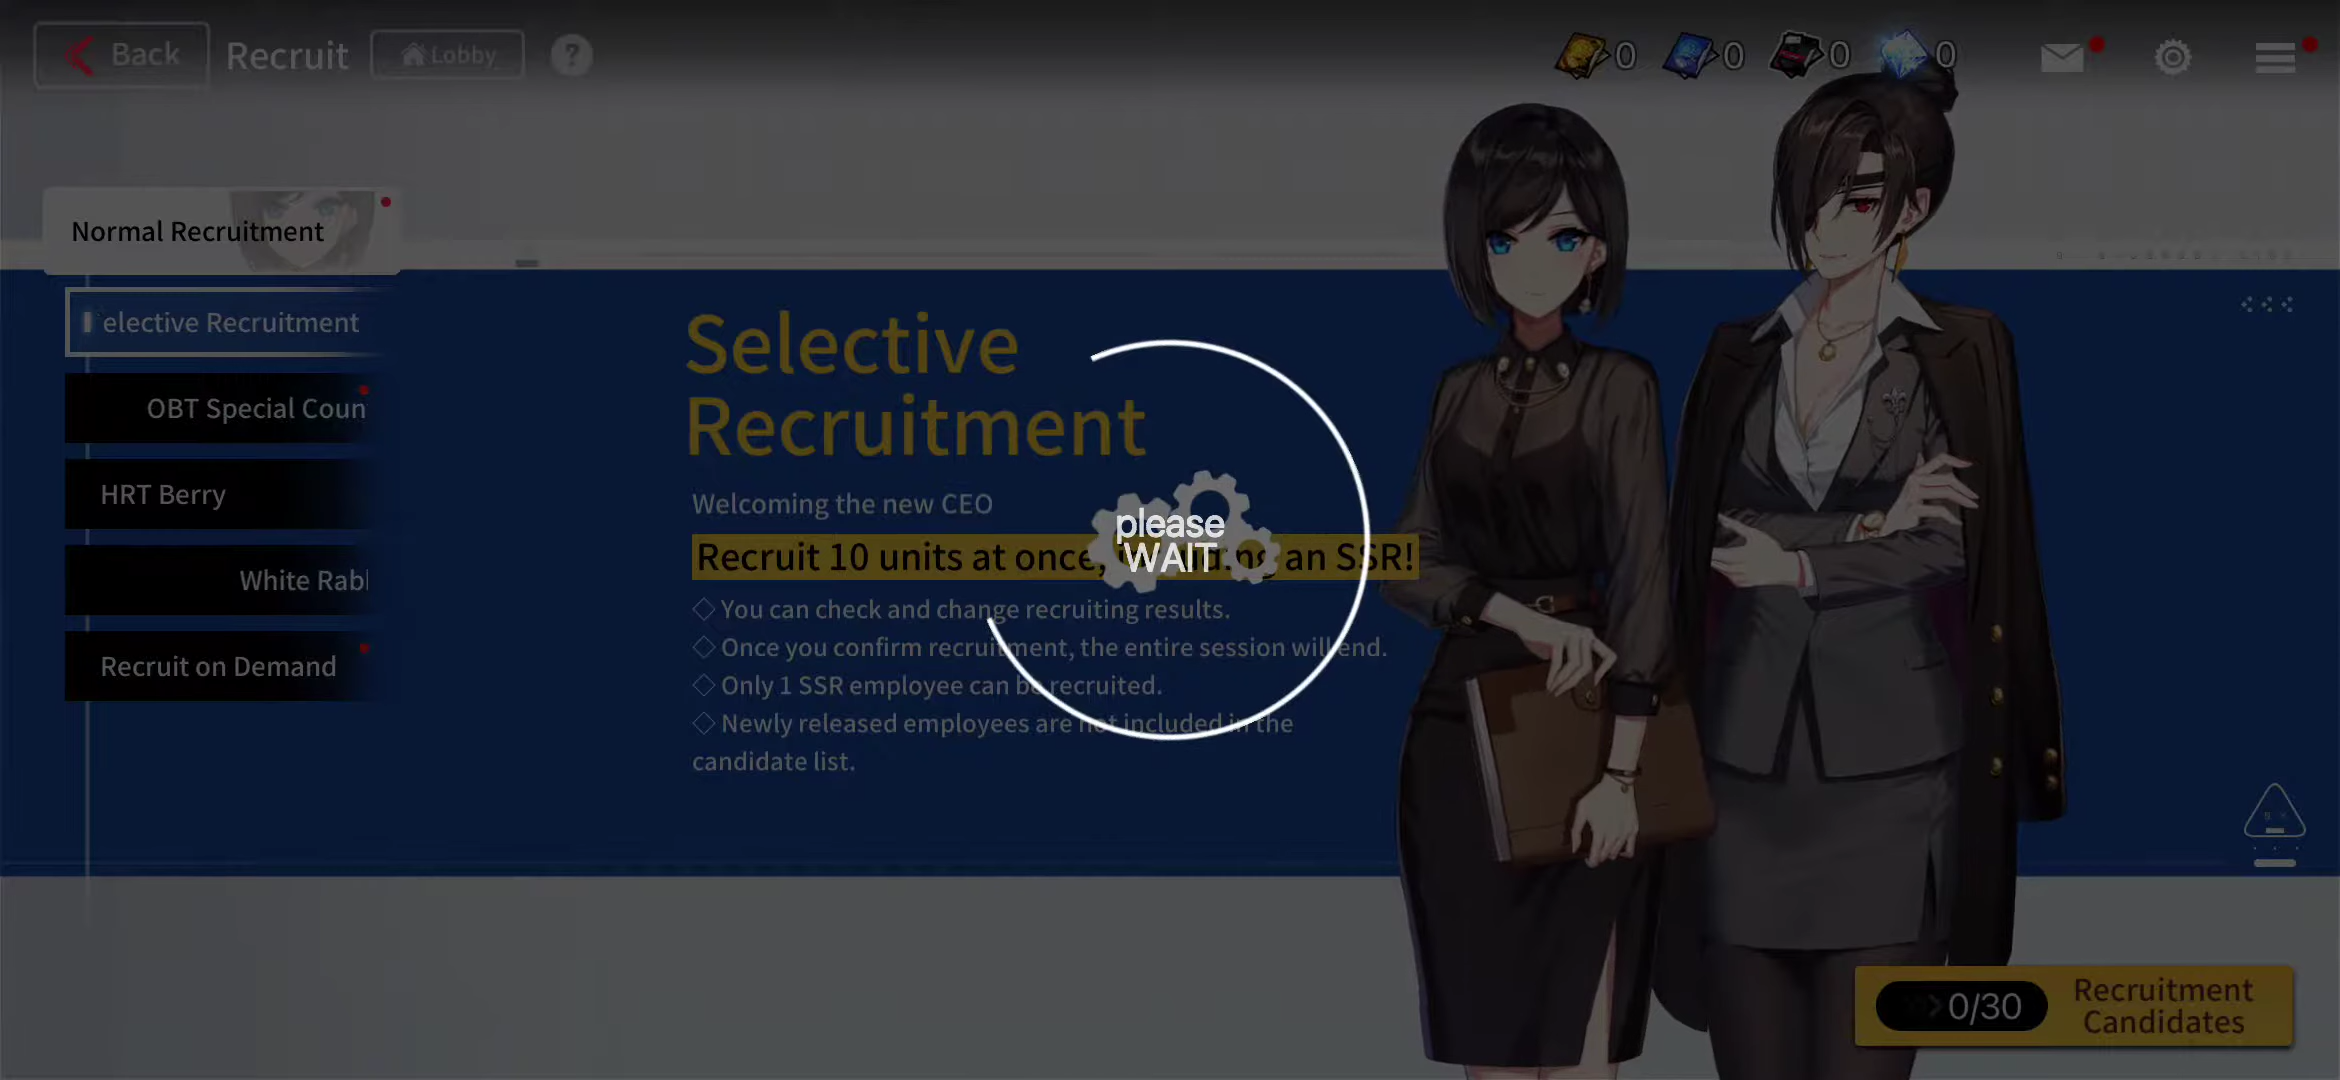 Back
Recruit
Lobby
?
0
0
0
0
Normal Recruitment
elective Recruitment
OBT Special Coun
HRT Berry
White Rab
Recruit on Demand
Selective
Recruitment
Welcoming the new CEO
Recruit 10 units at once, an SSR!
please
WAIT
◇ You can check and change recruiting results.
◇ Once you confirm recruitment, the entire session will end.
◇ Only 1 SSR employee can be recruited.
◇ Newly released employees are not included in the
candidate list.
0/30
Recruitment
Candidates